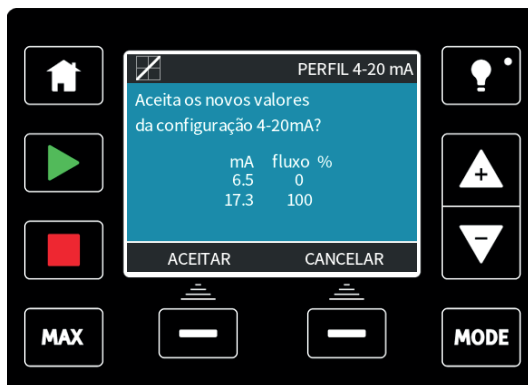 PERFIL 4-20 mA
Aceita os novos valores
da configuração 4-20mA?
mA fluxo %
6.5 0
17.3 100
ACEITAR CANCELAR
MAX
MODE